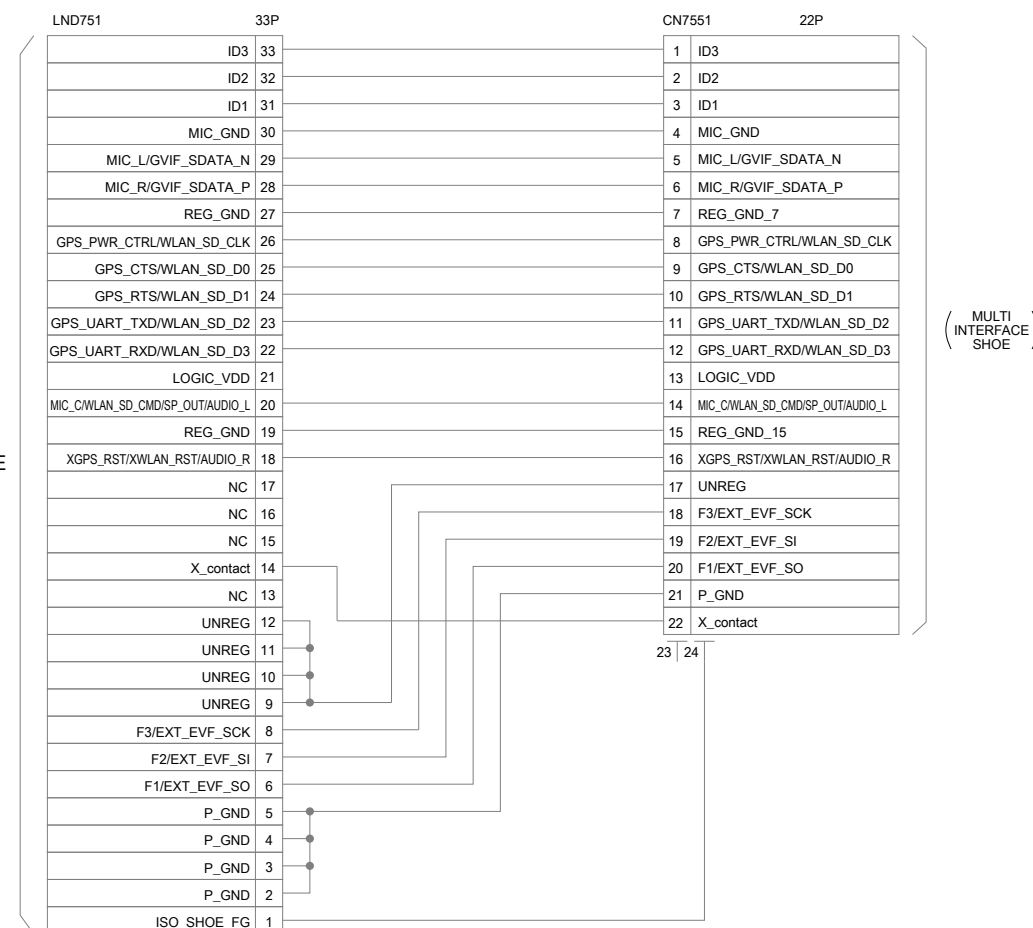 LND751 33P
CN7551 22P
ID3 33
ID2 32
ID1 31
MIC_GND 30
MIC_L/GVIF_SDATA_N 29
MIC_R/GVIF_SDATA_P 28
REG_GND 27
GPS_PWR_CTRL/WLAN_SD_CLK 26
GPS_CTS/WLAN_SD_D0 25
GPS_RTS/WLAN_SD_D1 24
GPS_UART_TXD/WLAN_SD_D2 23
GPS_UART_RXD/WLAN_SD_D3 22
LOGIC_VDD 21
MIC_C/WLAN_SD_CMD/SP_OUT/AUDIO_L 20
REG_GND 19
XGPS_RST/XWLAN_RST/AUDIO_R 18
NC 17
NC 16
NC 15
X_contact 14
NC 13
UNREG 12
UNREG 11
UNREG 10
UNREG 9
F3/EXT_EVF_SCK 8
F2/EXT_EVF_SI 7
F1/EXT_EVF_SO 6
P_GND 5
P_GND 4
P_GND 3
P_GND 2
ISO_SHOE_FG 1
E
1 ID3
2 ID2
3 ID1
4 MIC_GND
5 MIC_L/GVIF_SDATA_N
6 MIC_R/GVIF_SDATA_P
7 REG_GND_7
8 GPS_PWR_CTRL/WLAN_SD_CLK
9 GPS_CTS/WLAN_SD_D0
10 GPS_RTS/WLAN_SD_D1
11 GPS_UART_TXD/WLAN_SD_D2
12 GPS_UART_RXD/WLAN_SD_D3
13 LOGIC_VDD
14 MIC_C/WLAN_SD_CMD/SP_OUT/AUDIO_L
15 REG_GND_15
16 XGPS_RST/XWLAN_RST/AUDIO_R
17 UNREG
18 F3/EXT_EVF_SCK
19 F2/EXT_EVF_SI
20 F1/EXT_EVF_SO
21 P_GND
22 X_contact
23 24
MULTI
INTERFACE
SHOE